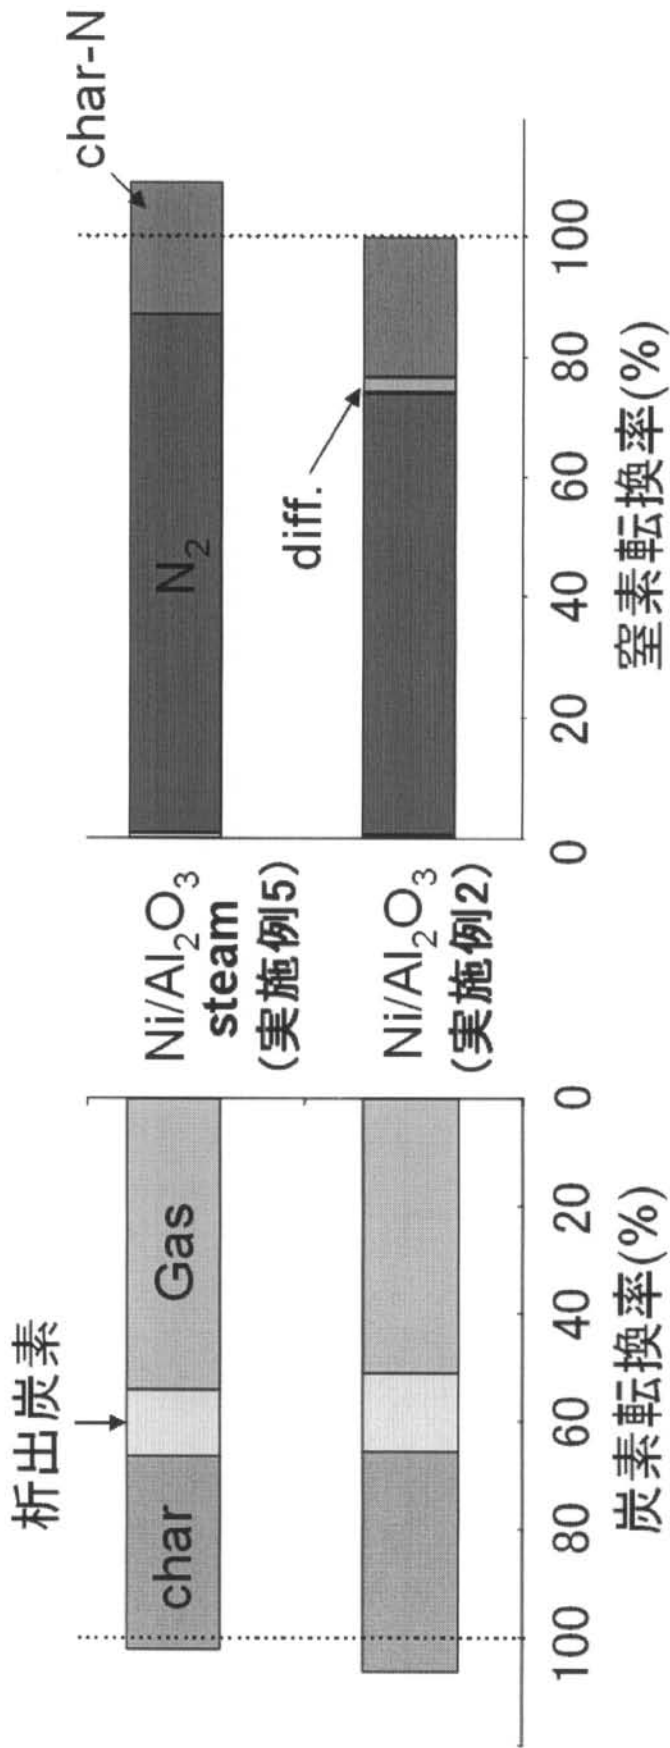 析出炭素
char
Gas
Ni/Al₂O₃
steam
(実施例5)
N₂
char-N
Ni/Al₂O₃
(実施例2)
diff.
100 80 60 40 20 0
炭素転換率(%)
0 20 40 60 80 100
窒素転換率(%)